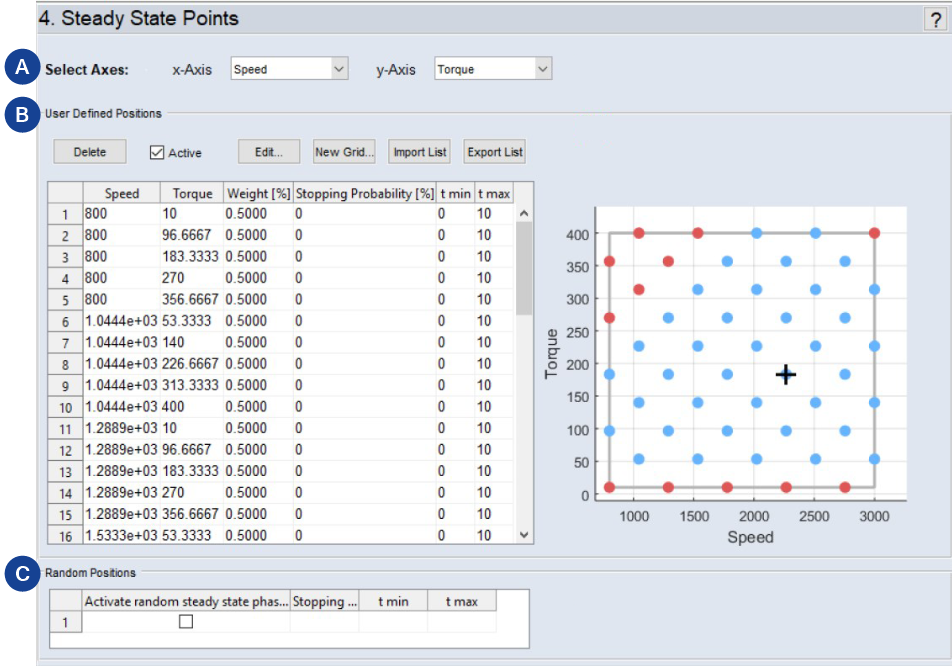 4. Steady State Points
?
A
Select Axes: x-Axis Speed y-Axis Torque
B
User Defined Positions
Delete Active Edit... New Grid... Import List Export List
Speed Torque Weight [%] Stopping Probability [%] t min t max
1 800 10 0.5000 0 0 10
2 800 96.6667 0.5000 0 0 10
3 800 183.3333 0.5000 0 0 10
4 800 270 0.5000 0 0 10
5 800 356.6667 0.5000 0 0 10
6 1.0444e+03 53.3333 0.5000 0 0 10
7 1.0444e+03 140 0.5000 0 0 10
8 1.0444e+03 226.6667 0.5000 0 0 10
9 1.0444e+03 313.3333 0.5000 0 0 10
10 1.0444e+03 400 0.5000 0 0 10
11 1.2889e+03 10 0.5000 0 0 10
12 1.2889e+03 96.6667 0.5000 0 0 10
13 1.2889e+03 183.3333 0.5000 0 0 10
14 1.2889e+03 270 0.5000 0 0 10
15 1.2889e+03 356.6667 0.5000 0 0 10
16 1.5333e+03 53.3333 0.5000 0 0 10
400
350
300
250
200
150
100
50
0
Torque
1000 1500 2000 2500 3000
Speed
C
Random Positions
Activate random steady state phas... Stopping ... t min t max
1